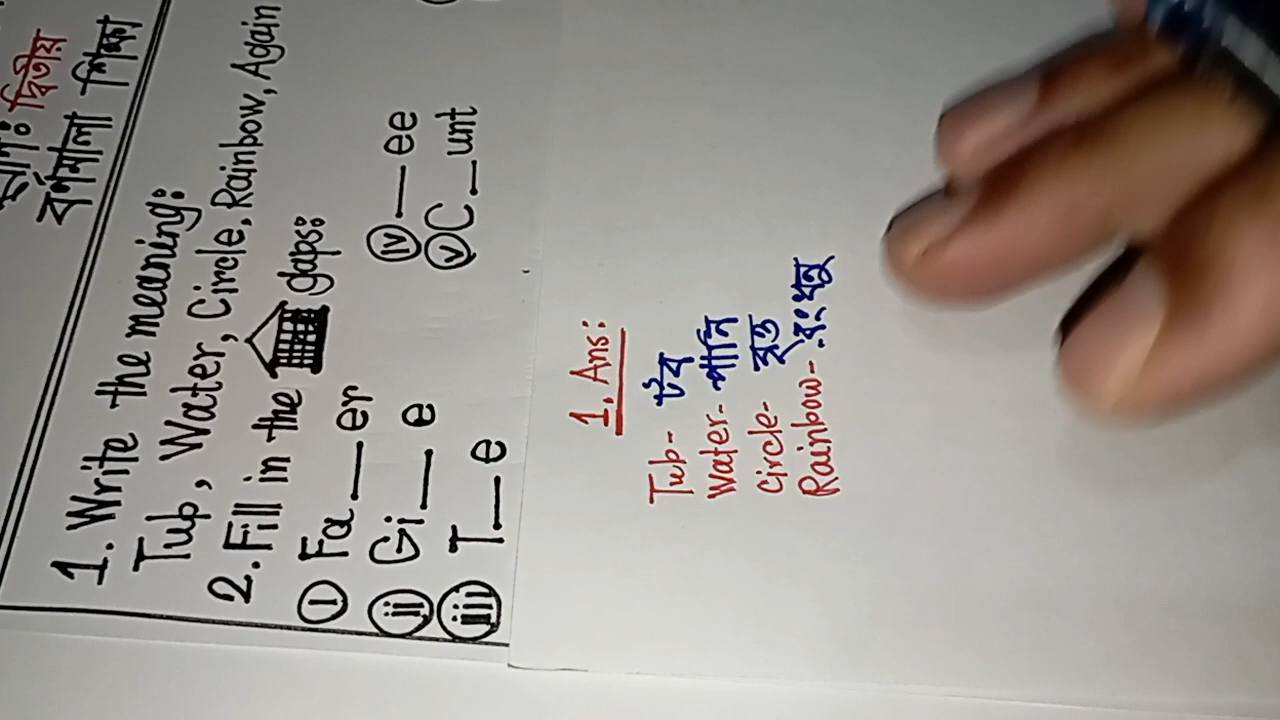 দ্বিতীয়
বর্ণমালা শিক্ষা
1. Write the meaning:
Tub, Water, Circle, Rainbow, Again
2. Fill in the gaps:
i Fa__er
iv __ee
ii Gi__e
v C_unt
iii T__e
1. Ans:
Tub- টব
Water- পানি
Circle- বৃত্ত
Rainbow- রংধনু